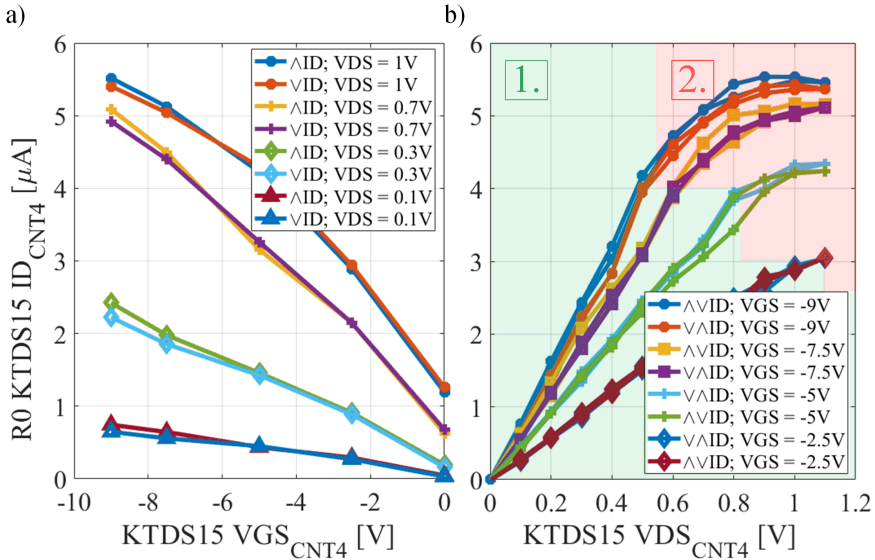 a)
b)
R0 KTDS15 ID_CNT4 [µA]
6
5
4
3
2
1
0
-10
-8
-6
-4
-2
0
KTDS15 VGS_CNT4 [V]
∧ID; VDS = 1V
∨ID; VDS = 1V
∧ID; VDS = 0.7V
∨ID; VDS = 0.7V
∧ID; VDS = 0.3V
∨ID; VDS = 0.3V
∧ID; VDS = 0.1V
∨ID; VDS = 0.1V
6
5
4
3
2
1
0
0
0.2
0.4
0.6
0.8
1
1.2
KTDS15 VDS_CNT4 [V]
1.
2.
∧∨ID; VGS = -9V
∨∧ID; VGS = -9V
∧∨ID; VGS = -7.5V
∨∧ID; VGS = -7.5V
∨∧ID; VGS = -5V
∧∨ID; VGS = -5V
∨∧ID; VGS = -2.5V
∧∨ID; VGS = -2.5V